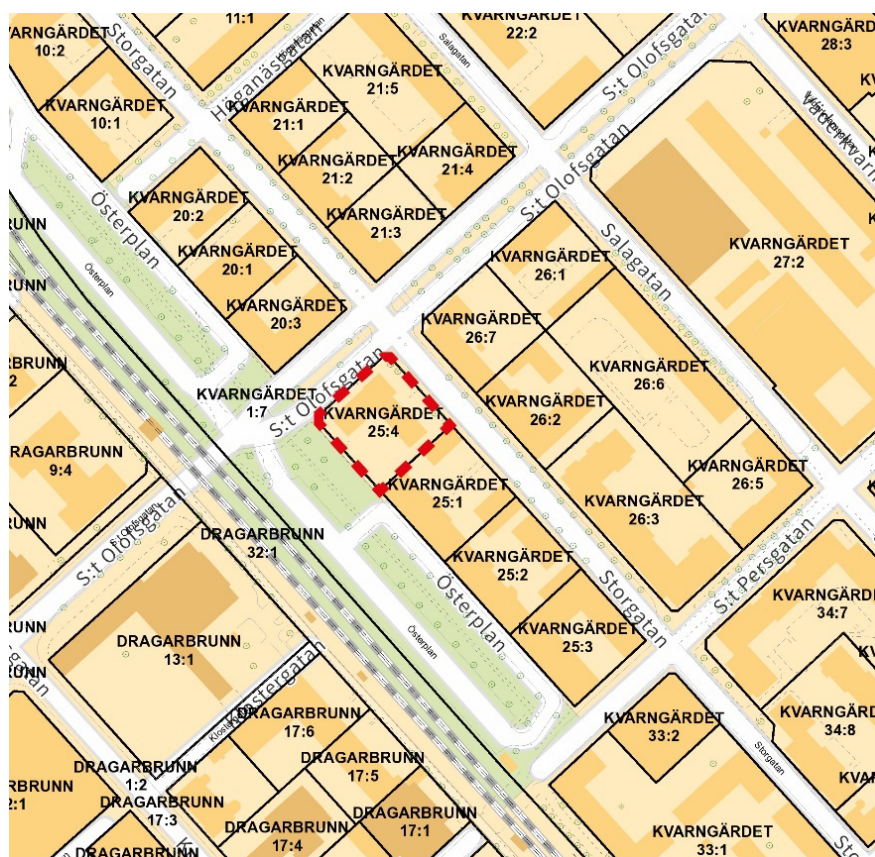 11:1
KVARNGÄRDET
22:2
KVARNGÄRDET
28:3
KVARNGÄRDET
10:2
Storgatan
Höganäsgatan
Salagatan
S:t Olofsgatan
KVARNGÄRDET
21:5
KVARNGÄRDET
10:1
KVARNGÄRDET
21:1
KVARNGÄRDET
21:2
KVARNGÄRDET
21:4
KVARNGÄRDET
21:3
S:t Olofsgatan
KVARNGÄRDET
20:2
Österplan
Österplan
KVARNGÄRDET
20:1
KVARNGÄRDET
20:3
Salagatan
KVARNGÄRDET
27:2
KVARNGÄRDET
26:1
KVARNGÄRDET
26:7
KVARNGÄRDET
26:6
KVARNGÄRDET
26:2
KVARNGÄRDET
26:5
KVARNGÄRDET
26:3
KVARNGÄRDET
1:7
S:t Olofsgatan
KVARNGÄRDET
25:4
KVARNGÄRDET
25:1
KVARNGÄRDET
25:2
KVARNGÄRDET
25:3
DRAGARBRUNN
9:4
S:t Olofsgatan
S:t Olofsgatan
DRAGARBRUNN
32:1
Österplan
Österplan
Storgatan
S:t Persgatan
KVARNGÄRDET
34:7
DRAGARBRUNN
13:1
Klostergatan
DRAGARBRUNN
17:6
DRAGARBRUNN
17:5
KVARNGÄRDET
33:2
Storgatan
KVARNGÄRDET
34:8
DRAGARBRUNN
1:2
DRAGARBRUNN
17:3
DRAGARBRUNN
17:4
DRAGARBRUNN
17:1
KVARNGÄRDET
33:1
DRAGARBRUNN